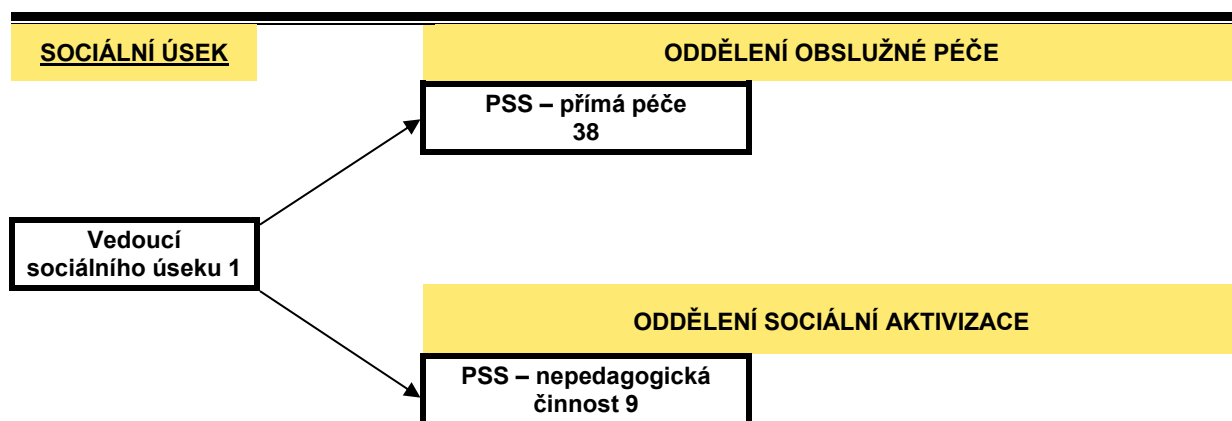 SOCIÁLNÍ ÚSEK
ODDĚLENÍ OBSLUŽNÉ PÉČE
PSS – přímá péče
38
Vedoucí
sociálního úseku 1
ODDĚLENÍ SOCIÁLNÍ AKTIVIZACE
PSS – nepedagogická
činnost 9